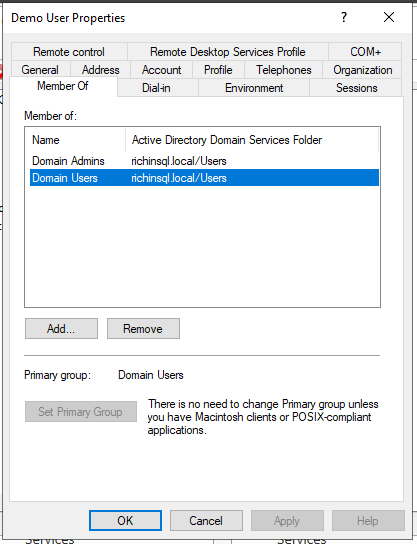 Demo User Properties
?
Remote control
Remote Desktop Services Profile
COM+
General
Address
Account
Profile
Telephones
Organization
Member Of
Dial-in
Environment
Sessions
Member of:
Name
Active Directory Domain Services Folder
Domain Admins
richinsql.local/Users
Domain Users
richinsql.local/Users
Add...
Remove
Primary group:
Domain Users
Set Primary Group
There is no need to change Primary group unless
you have Macintosh clients or POSIX-compliant
applications.
OK
Cancel
Apply
Help
Services
Services